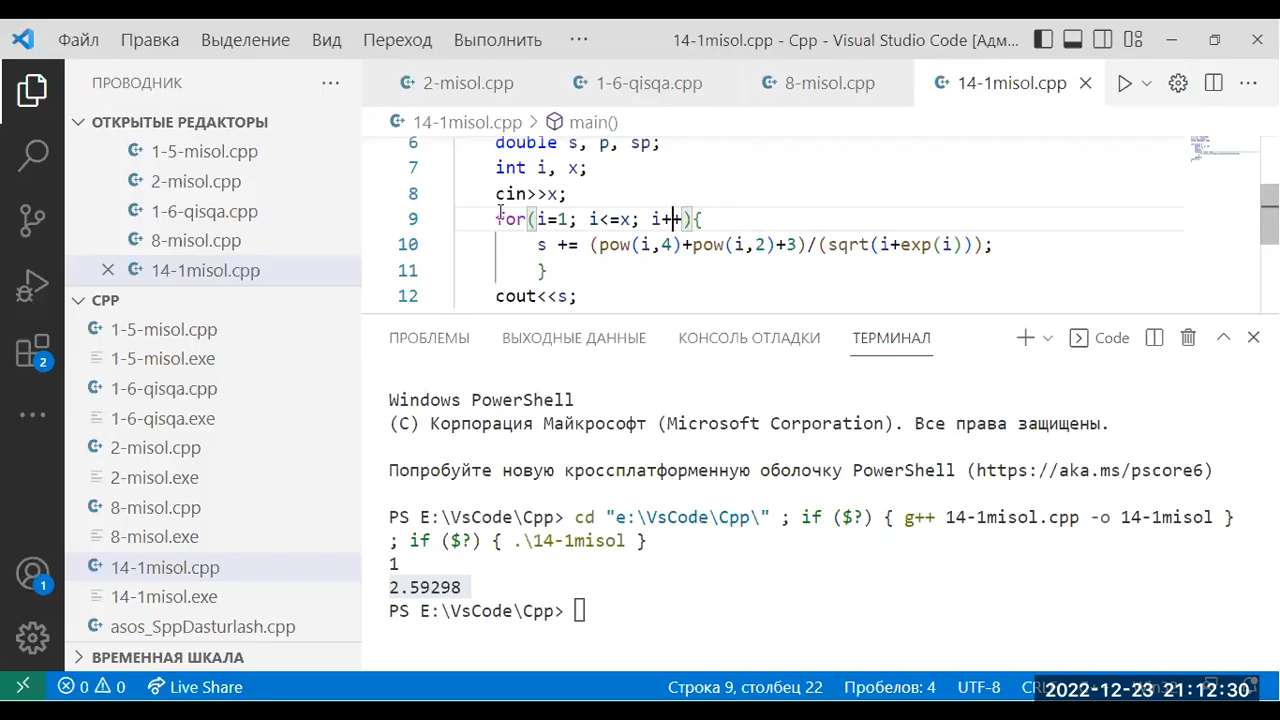 Файл Правка Выделение Вид Переход Выполнить ··· 14-1misol.cpp - Cpp - Visual Studio Code [Адм...
ПРОВОДНИК ···
ОТКРЫТЫЕ РЕДАКТОРЫ
1-5-misol.cpp
2-misol.cpp
1-6-qisqa.cpp
8-misol.cpp
14-1misol.cpp
CPP
1-5-misol.cpp
1-5-misol.exe
1-6-qisqa.cpp
1-6-qisqa.exe
2-misol.cpp
2-misol.exe
8-misol.cpp
8-misol.exe
14-1misol.cpp
14-1misol.exe
asos_SppDasturlash.cpp
ВРЕМЕННАЯ ШКАЛА
2
1
2-misol.cpp 1-6-qisqa.cpp 8-misol.cpp 14-1misol.cpp
14-1misol.cpp > main()
6 double s, p, sp;
7 int i, x;
8 cin>>x;
9 for(i=1; i<=x; i++){
10 s += (pow(i,4)+pow(i,2)+3)/(sqrt(i+exp(i)));
11 }
12 cout<<s;
ПРОБЛЕМЫ ВЫХОДНЫЕ ДАННЫЕ КОНСОЛЬ ОТЛАДКИ ТЕРМИНАЛ Code
Windows PowerShell
(C) Корпорация Майкрософт (Microsoft Corporation). Все права защищены.
Попробуйте новую кроссплатформенную оболочку PowerShell (https://aka.ms/pscore6)
PS E:\VsCode\Cpp> cd "e:\VsCode\Cpp\" ; if ($?) { g++ 14-1misol.cpp -o 14-1misol }
; if ($?) { .\14-1misol }
1
2.59298
PS E:\VsCode\Cpp>
0 0 Live Share Строка 9, столбец 22 Пробелов: 4 UTF-8
2022-12-23 21:12:30